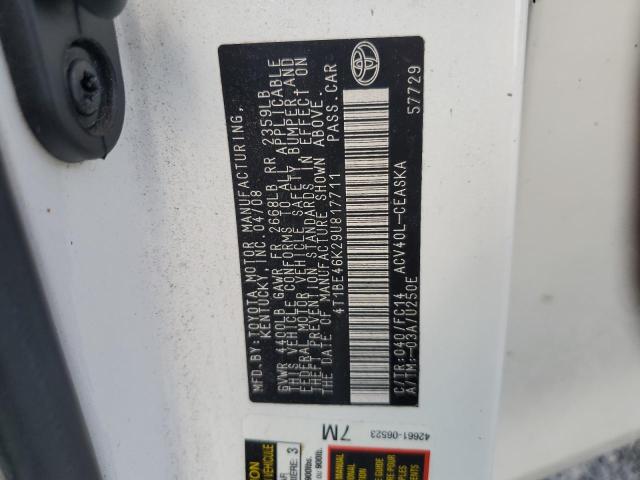 MFD.BY:TOYOTA MOTOR MANUFACTURING,
KENTUCKY, INC. 04/08
GVWR 4400LB GAWR FR 2668LB RR 2359LB
THIS VEHICLE CONFORMS TO ALL APPLICABLE
FEDERAL MOTOR VEHICLE SAFETY, BUMPER, AND
THEFT PREVENTION STANDARDS IN EFFECT ON
THE DATE OF MANUFACTURE SHOWN ABOVE.
4T1BE46K29U817711 PASS.CAR
C/TR:040/FC14 ACV40L-CEASKA
A/TM:-03A/U250E 57729
7M 42661-06523